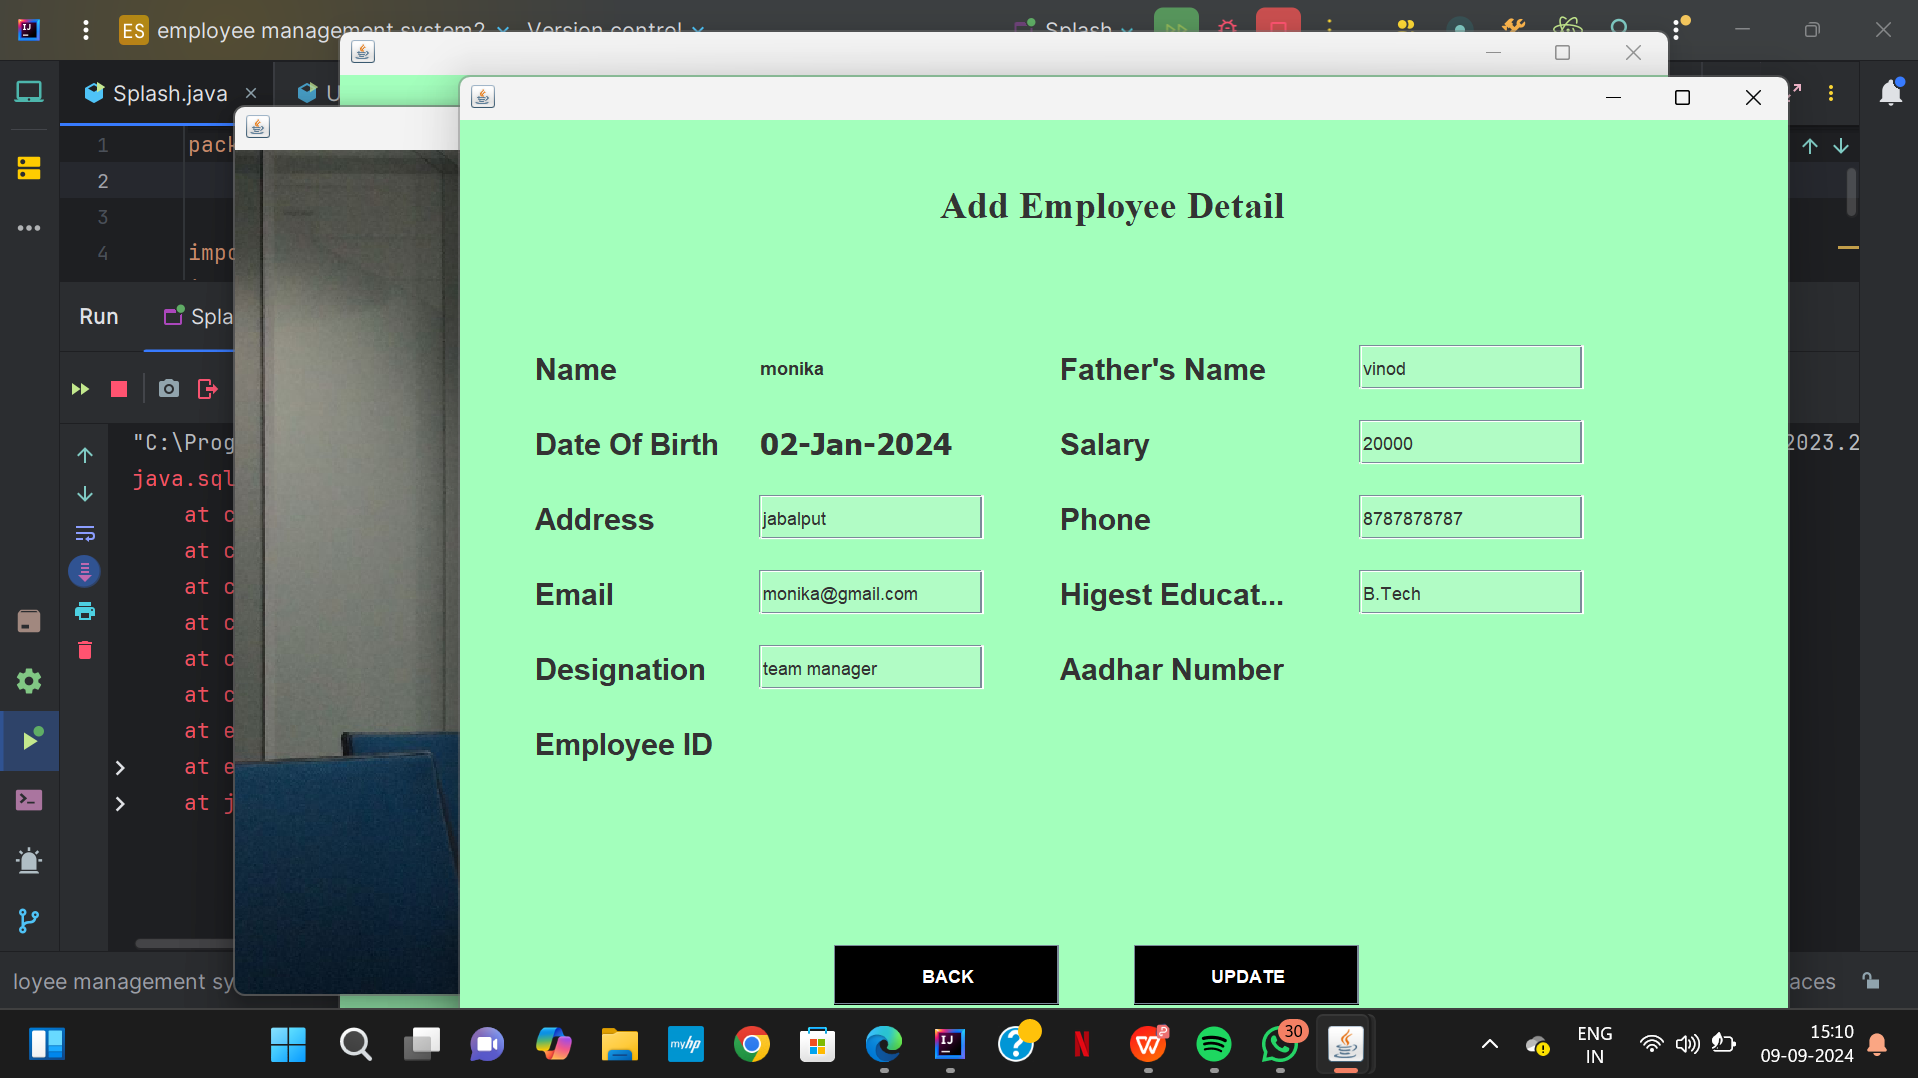 ES employee management system2 Version control Splash
Splash.java
1 pack
2
3
4 impo
Run Spla
"C:\Prog 2023.2
java.sql
at c
at c
at c
at c
at c
at c
at e
at e
at j
loyee management sy aces
Add Employee Detail
Name monika Father's Name vinod
Date Of Birth 02-Jan-2024 Salary 20000
Address jabalput Phone 8787878787
Email monika@gmail.com Higest Educat... B.Tech
Designation team manager Aadhar Number
Employee ID
BACK UPDATE
myhp 30 ENG 15:10
IN 09-09-2024